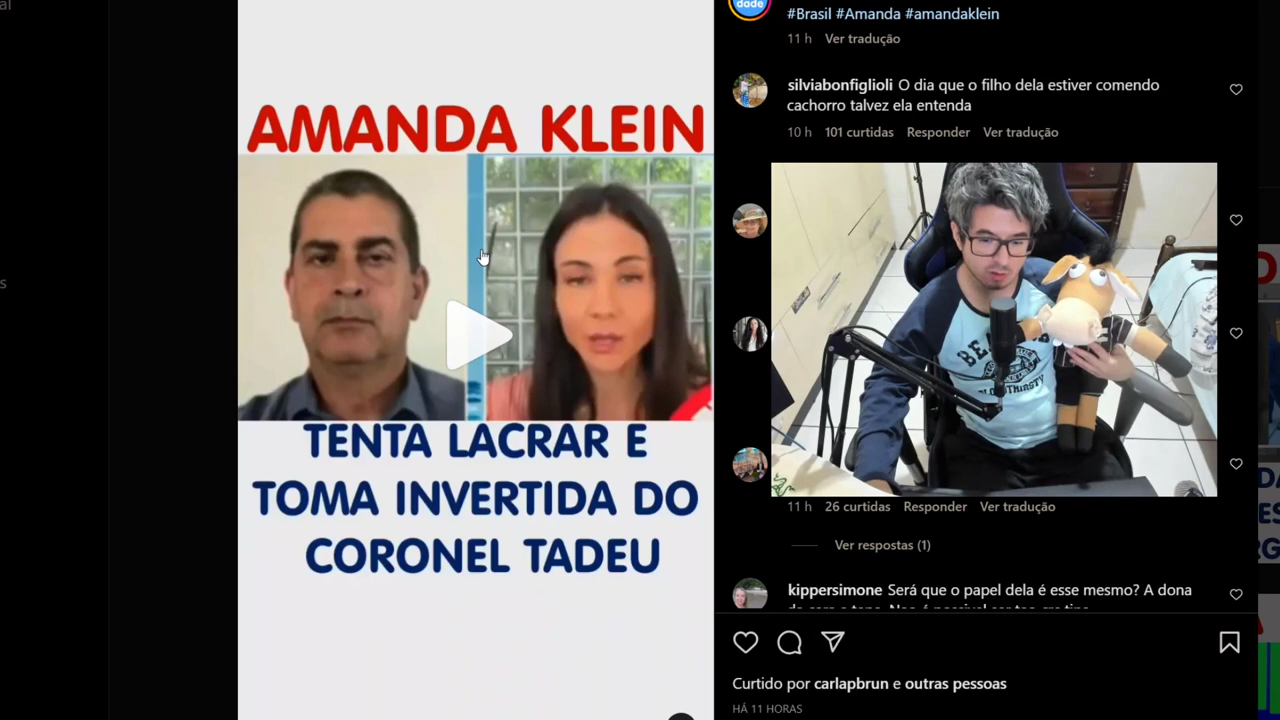 al
s
AMANDA KLEIN
TENTA LACRAR E
TOMA INVERTIDA DO
CORONEL TADEU
dade
#Brasil #Amanda #amandaklein
11 h Ver tradução
silviabonfiglioli O dia que o filho dela estiver comendo
cachorro talvez ela entenda
10 h 101 curtidas Responder Ver tradução
11 h 26 curtidas Responder Ver tradução
Ver respostas (1)
kippersimone Será que o papel dela é esse mesmo? A dona
Curtido por carlapbrun e outras pessoas
HÁ 11 HORAS